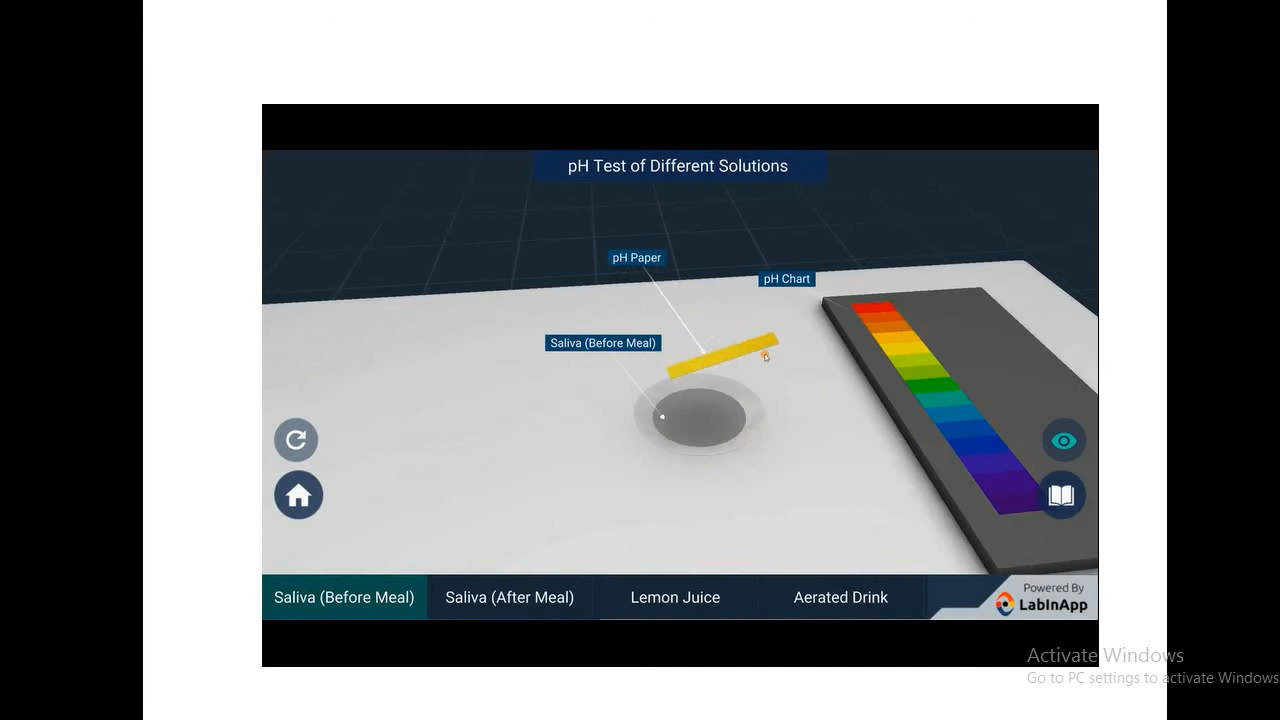 pH Test of Different Solutions
pH Paper
pH Chart
Saliva (Before Meal)
Saliva (Before Meal)
Saliva (After Meal)
Lemon Juice
Aerated Drink
Powered By
LabInApp
Activate Windows
Go to PC settings to activate Windows